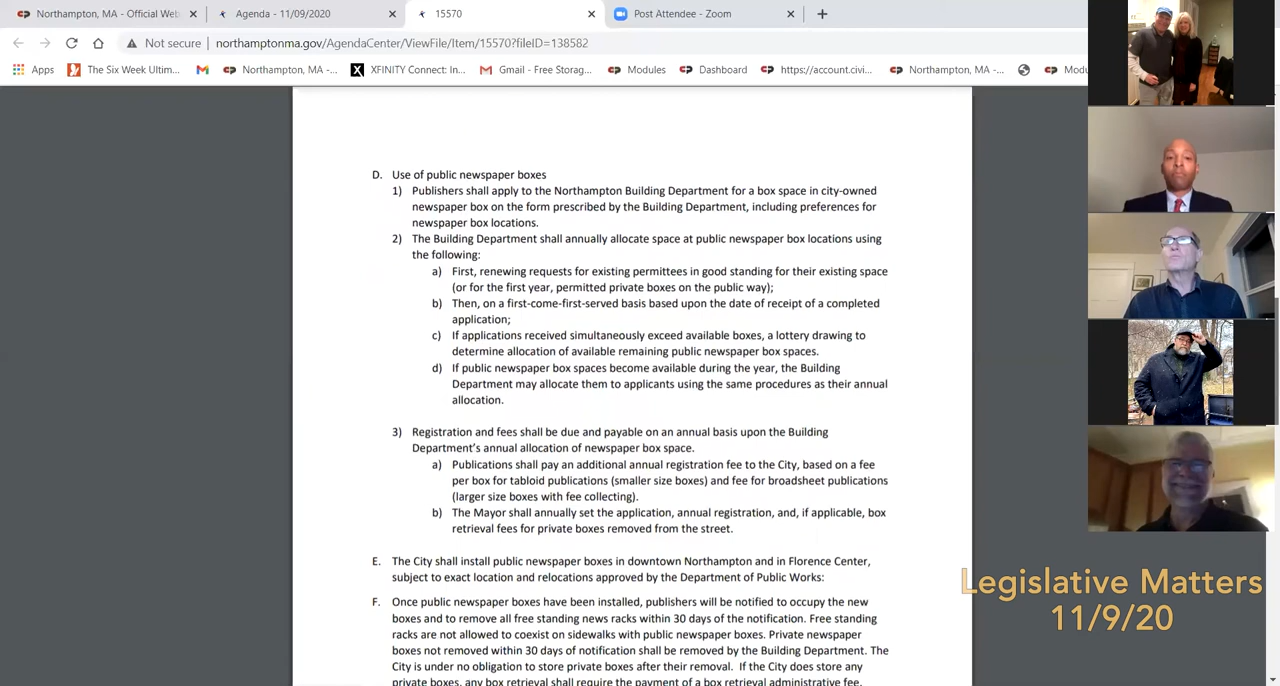 Northampton, MA - Official Web
Agenda - 11/09/2020
15570
Post Attendee - Zoom
Not secure | northamptonma.gov/AgendaCenter/ViewFile/Item/15570?fileID=138582
Apps
The Six Week Ultim...
Northampton, MA -...
XFINITY Connect: In...
Gmail - Free Storag...
Modules
Dashboard
https://account.civi...
Northampton, MA -...
D. Use of public newspaper boxes
1) Publishers shall apply to the Northampton Building Department for a box space in city-owned
newspaper box on the form prescribed by the Building Department, including preferences for
newspaper box locations.
2) The Building Department shall annually allocate space at public newspaper box locations using
the following:
a) First, renewing requests for existing permittees in good standing for their existing space
(or for the first year, permitted private boxes on the public way);
b) Then, on a first-come-first-served basis based upon the date of receipt of a completed
application;
c) If applications received simultaneously exceed available boxes, a lottery drawing to
determine allocation of available remaining public newspaper box spaces.
d) If public newspaper box spaces become available during the year, the Building
Department may allocate them to applicants using the same procedures as their annual
allocation.
3) Registration and fees shall be due and payable on an annual basis upon the Building
Department's annual allocation of newspaper box space.
a) Publications shall pay an additional annual registration fee to the City, based on a fee
per box for tabloid publications (smaller size boxes) and fee for broadsheet publications
(larger size boxes with fee collecting).
b) The Mayor shall annually set the application, annual registration, and, if applicable, box
retrieval fees for private boxes removed from the street.
E. The City shall install public newspaper boxes in downtown Northampton and in Florence Center,
subject to exact location and relocations approved by the Department of Public Works:
F. Once public newspaper boxes have been installed, publishers will be notified to occupy the new
boxes and to remove all free standing news racks within 30 days of the notification. Free standing
racks are not allowed to coexist on sidewalks with public newspaper boxes. Private newspaper
boxes not removed within 30 days of notification shall be removed by the Building Department. The
City is under no obligation to store private boxes after their removal. If the City does store any
private boxes, any box retrieval shall require the payment of a box retrieval administrative fee.
Legislative Matters
11/9/20